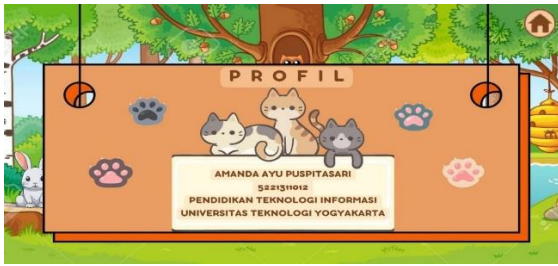 PROFIL
AMANDA AYU PUSPITASARI
5221311012
PENDIDIKAN TEKNOLOGI INFORMASI
UNIVERSITAS TEKNOLOGI YOGYAKARTA